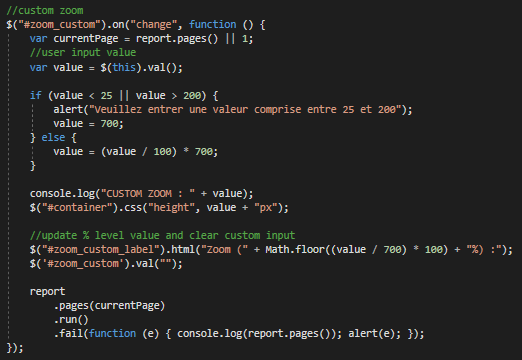 //custom zoom
$("#zoom_custom").on("change", function () {
var currentPage = report.pages() || 1;
//user input value
var value = $(this).val();
if (value < 25 || value > 200) {
alert("Veuillez entrer une valeur comprise entre 25 et 200");
value = 700;
} else {
value = (value / 100) * 700;
}
console.log("CUSTOM ZOOM : " + value);
$("#container").css("height", value + "px");
//update % level value and clear custom input
$("#zoom_custom_label").html("Zoom (" + Math.floor((value / 700) * 100) + "%) :");
$('#zoom_custom').val("");
report
.pages(currentPage)
.run()
.fail(function (e) { console.log(report.pages()); alert(e); });
});